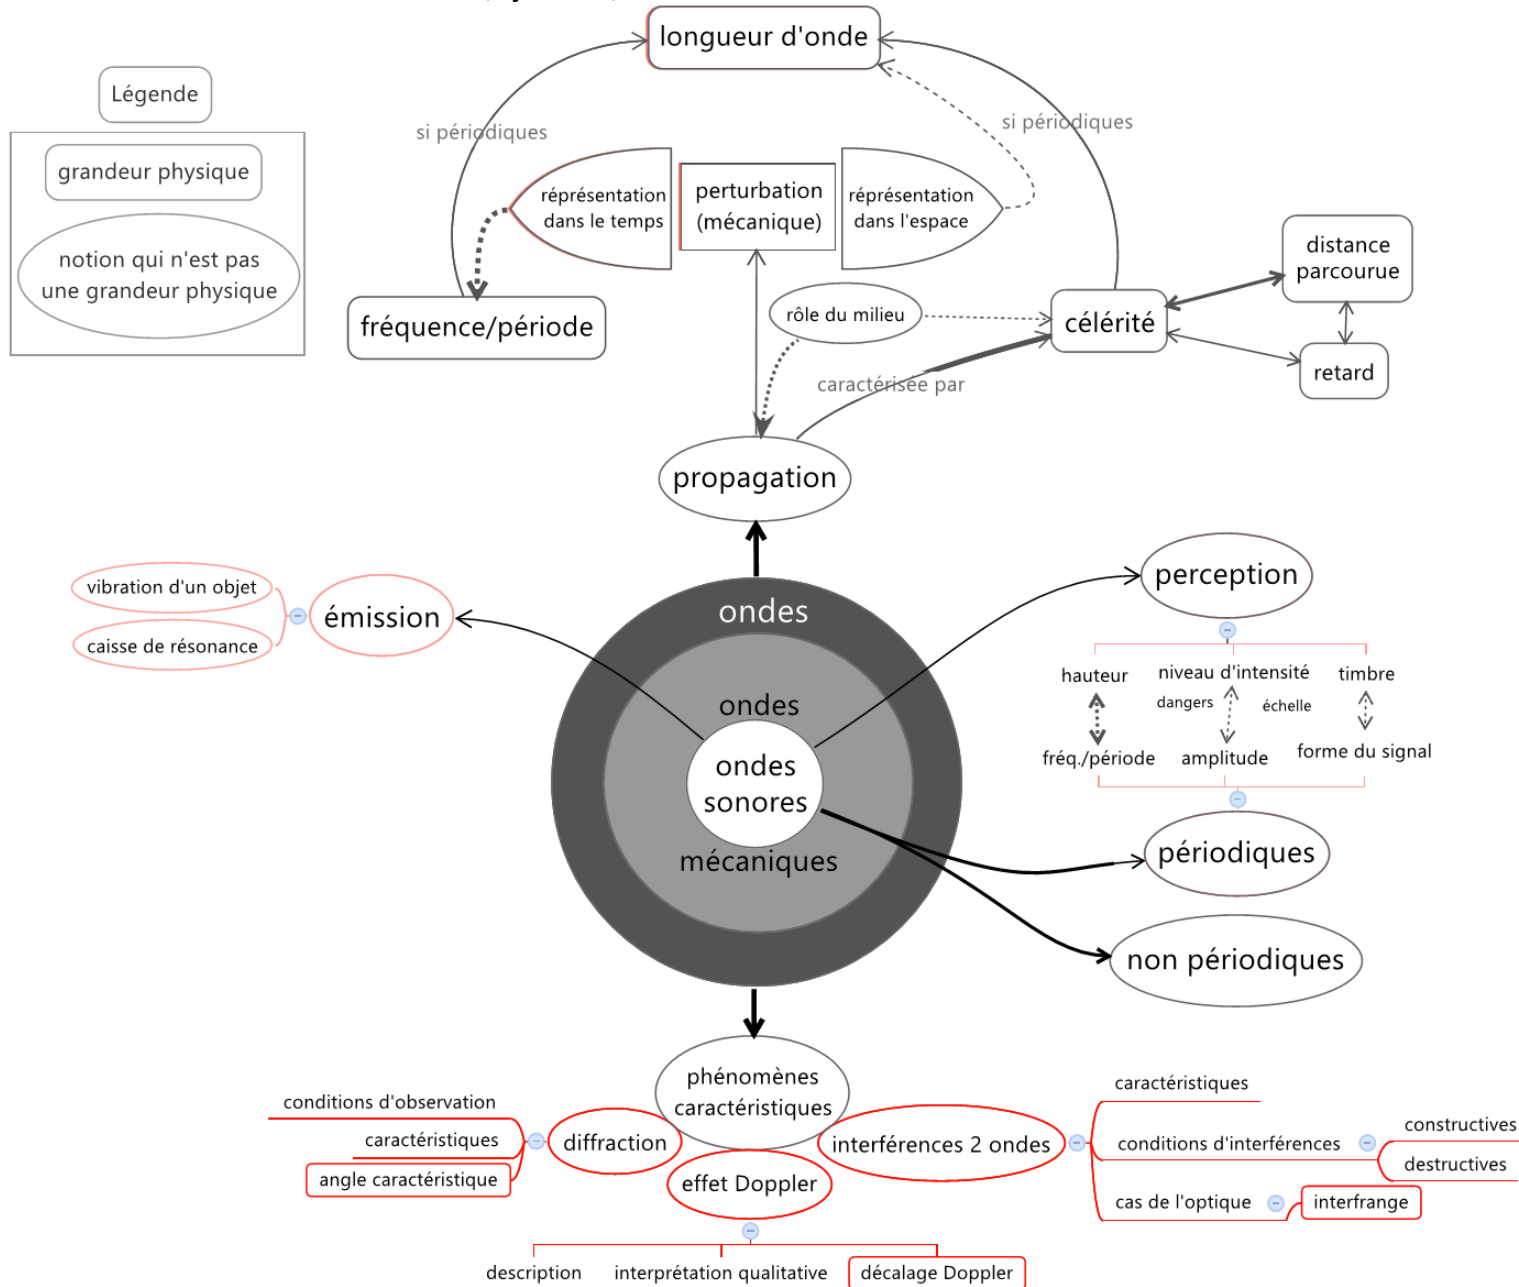 longueur d'onde
Légende
si périodiques
si périodiques
grandeur physique
notion qui n'est pas
une grandeur physique
réprésentation
dans le temps
perturbation
(mécanique)
réprésentation
dans l'espace
distance
parcourue
fréquence/période
rôle du milieu
célérité
retard
caractérisée par
propagation
vibration d'un objet
caisse de résonance
émission
ondes
ondes
mécaniques
ondes
sonores
perception
hauteur
niveau d'intensité
timbre
dangers
échelle
fréq./période
amplitude
forme du signal
périodiques
non périodiques
phénomènes
caractéristiques
conditions d'observation
caractéristiques
angle caractéristique
diffraction
effet Doppler
interférences 2 ondes
caractéristiques
conditions d'interférences
constructives
destructives
cas de l'optique
interfrange
description
interprétation qualitative
décalage Doppler